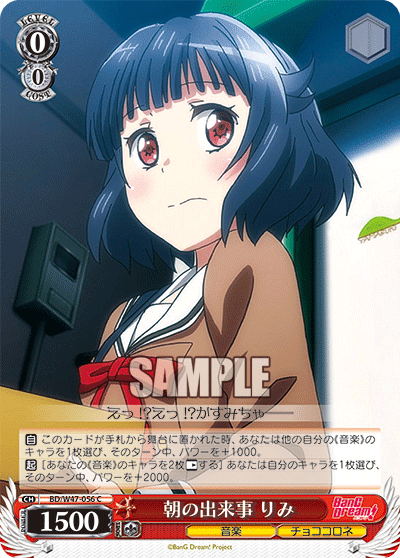 LEVEL
0
0
COST
BanG Dream!
SAMPLE
えっ!?えっ!?かすみちゃ──
自 このカードが手札から舞台に置かれた時、あなたは他の自分の《音楽》の
キャラを1枚選び、そのターン中、パワーを+1000。
起 [あなたの《音楽》のキャラを2枚レストする] あなたは自分のキャラを1枚選び、
そのターン中、パワーを+2000。
CH
BD/W47-056 C
1500
朝の出来事 りみ
BanG Dream!
音楽
チョココロネ
©BanG Dream! Project